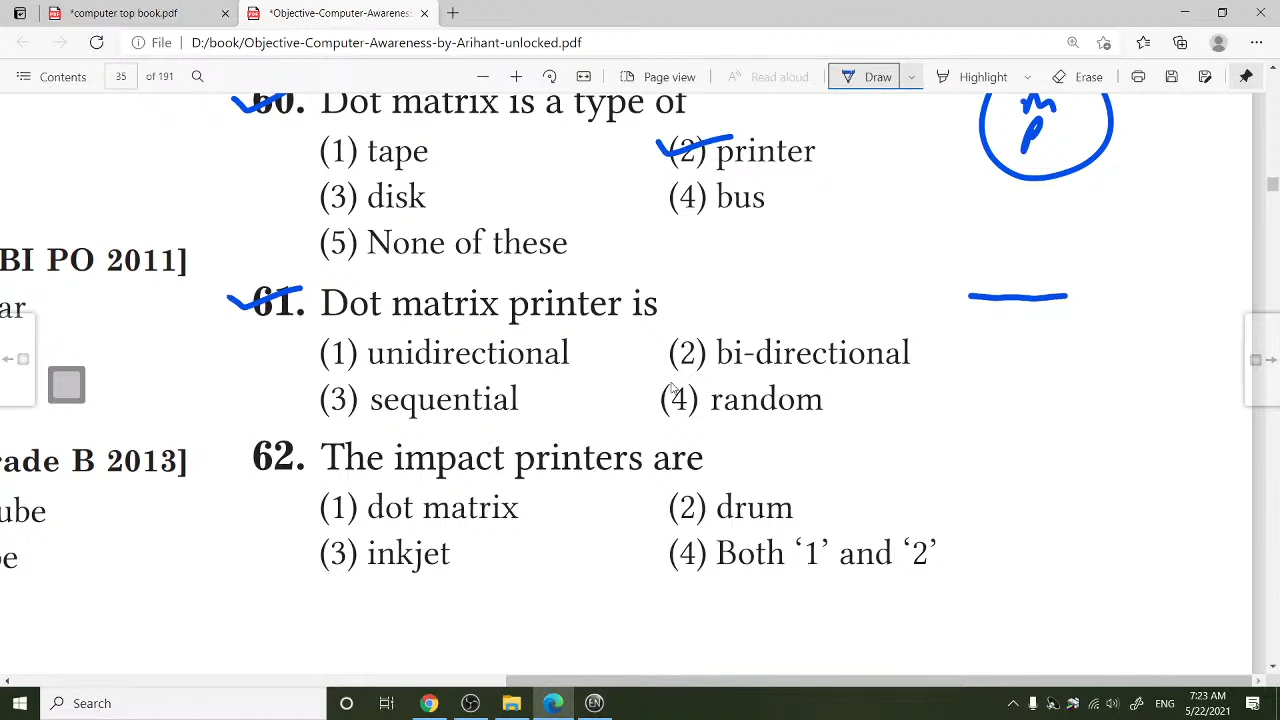 *computer top book.pdf
*Objective-Computer-Awareness
File
D:/book/Objective-Computer-Awareness-by-Arihant-unlocked.pdf
Contents
35
of 191
Page view
Read aloud
Draw
Highlight
Erase
60. Dot matrix is a type of
(1) tape
(2) printer
(3) disk
(4) bus
(5) None of these
BI PO 2011]
ar
61. Dot matrix printer is
(1) unidirectional
(2) bi-directional
(3) sequential
(4) random
rade B 2013]
62. The impact printers are
ube
(1) dot matrix
(2) drum
(3) inkjet
(4) Both ‘1’ and ‘2’
Search
EN
ENG
7:23 AM
5/22/2021